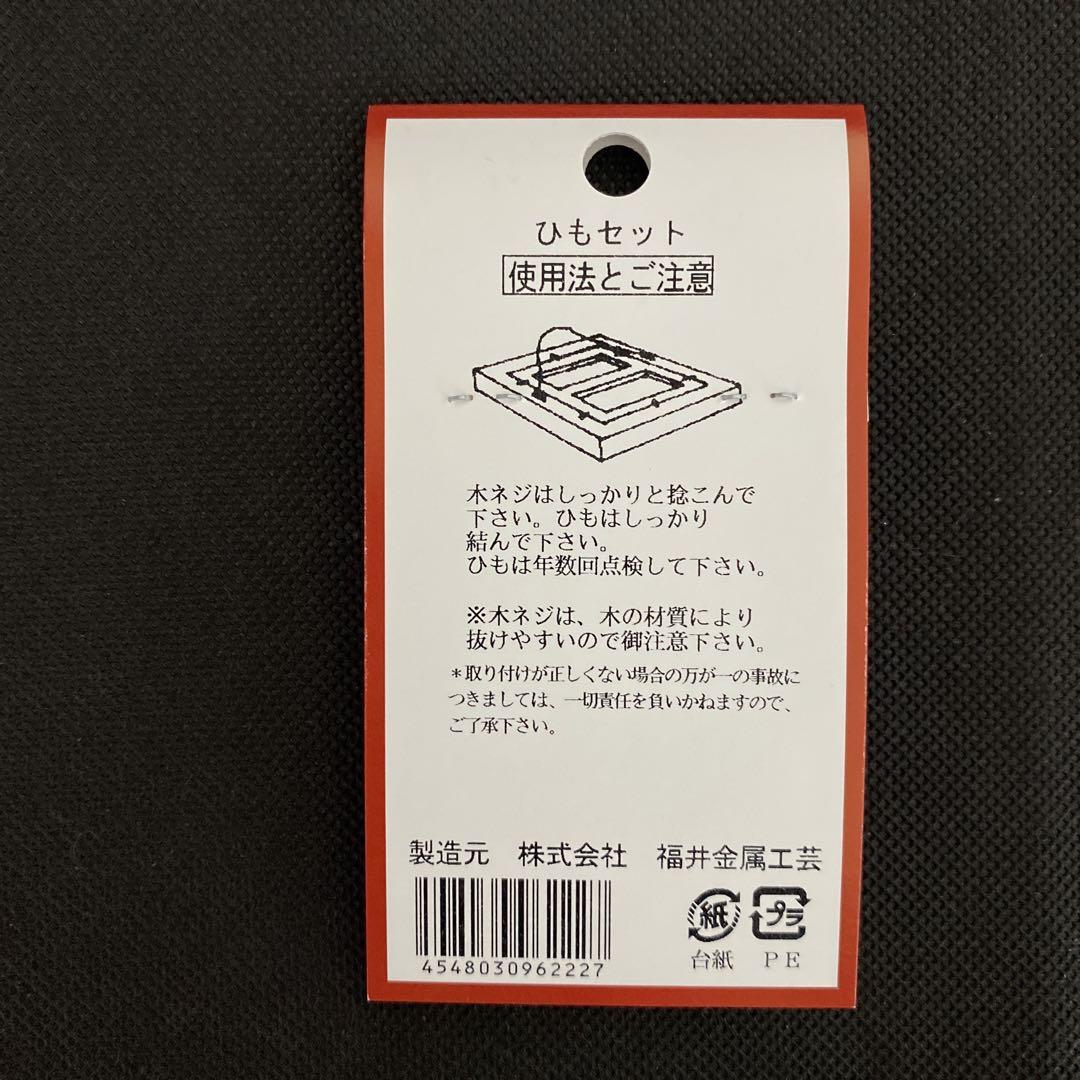 ひもセット
使用法とご注意
木ネジはしっかりと捻こんで
下さい。ひもはしっかり
結んで下さい。
ひもは年数回点検して下さい。
※木ネジは、木の材質により
抜けやすいので御注意下さい。
*取り付けが正しくない場合の万が一の事故に
つきましては、一切責任を負いかねますので、
ご了承下さい。
製造元 株式会社 福井金属工芸
4548030962227
紙 プラ
台紙 PE